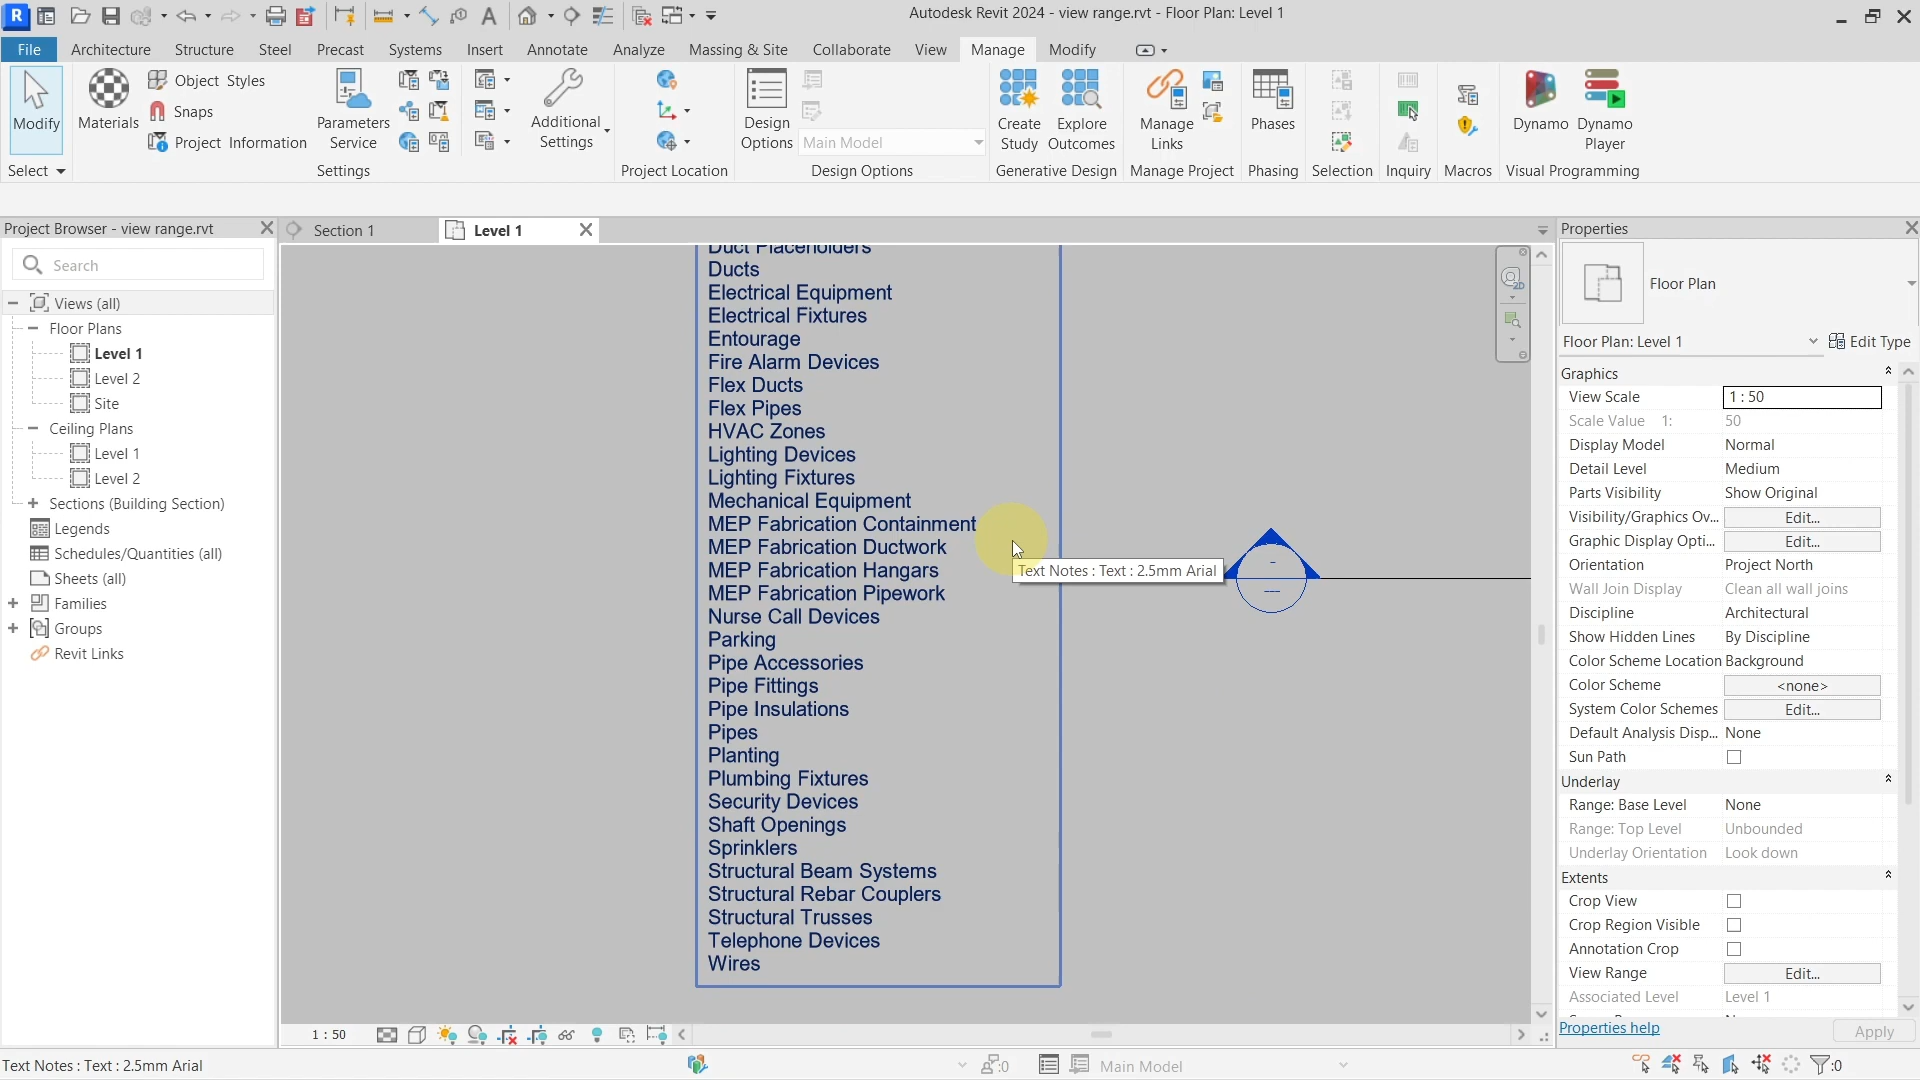 Autodesk Revit 2024 - view range.rvt - Floor Plan: Level 1
File
Architecture
Structure
Steel
Precast
Systems
Insert
Annotate
Analyze
Massing & Site
Collaborate
View
Manage
Modify
Modify
Materials
Object Styles
Snaps
Project Information
Parameters
Service
Additional
Settings
Design
Options
Main Model
Create
Study
Explore
Outcomes
Manage
Links
Phases
Dynamo
Dynamo
Player
Select
Settings
Project Location
Design Options
Generative Design
Manage Project
Phasing
Selection
Inquiry
Macros
Visual Programming
Project Browser - view range.rvt
Search
Views (all)
Floor Plans
Level 1
Level 2
Site
Ceiling Plans
Level 1
Level 2
Sections (Building Section)
Legends
Schedules/Quantities (all)
Sheets (all)
Families
Groups
Revit Links
Section 1
Level 1
Duct Placeholders
Ducts
Electrical Equipment
Electrical Fixtures
Entourage
Fire Alarm Devices
Flex Ducts
Flex Pipes
HVAC Zones
Lighting Devices
Lighting Fixtures
Mechanical Equipment
MEP Fabrication Containment
MEP Fabrication Ductwork
MEP Fabrication Hangars
MEP Fabrication Pipework
Nurse Call Devices
Parking
Pipe Accessories
Pipe Fittings
Pipe Insulations
Pipes
Planting
Plumbing Fixtures
Security Devices
Shaft Openings
Sprinklers
Structural Beam Systems
Structural Rebar Couplers
Structural Trusses
Telephone Devices
Wires
Text Notes : Text : 2.5mm Arial
2D
Properties
Floor Plan
Floor Plan: Level 1
Edit Type
Graphics
View Scale 1 : 50
Scale Value 1: 50
Display Model Normal
Detail Level Medium
Parts Visibility Show Original
Visibility/Graphics Ov... Edit...
Graphic Display Opti... Edit...
Orientation Project North
Wall Join Display Clean all wall joins
Discipline Architectural
Show Hidden Lines By Discipline
Color Scheme Location Background
Color Scheme <none>
System Color Schemes Edit...
Default Analysis Disp... None
Sun Path
Underlay
Range: Base Level None
Range: Top Level Unbounded
Underlay Orientation Look down
Extents
Crop View
Crop Region Visible
Annotation Crop
View Range Edit...
Associated Level Level 1
Properties help
Apply
1 : 50
Text Notes : Text : 2.5mm Arial
:0
Main Model
:0